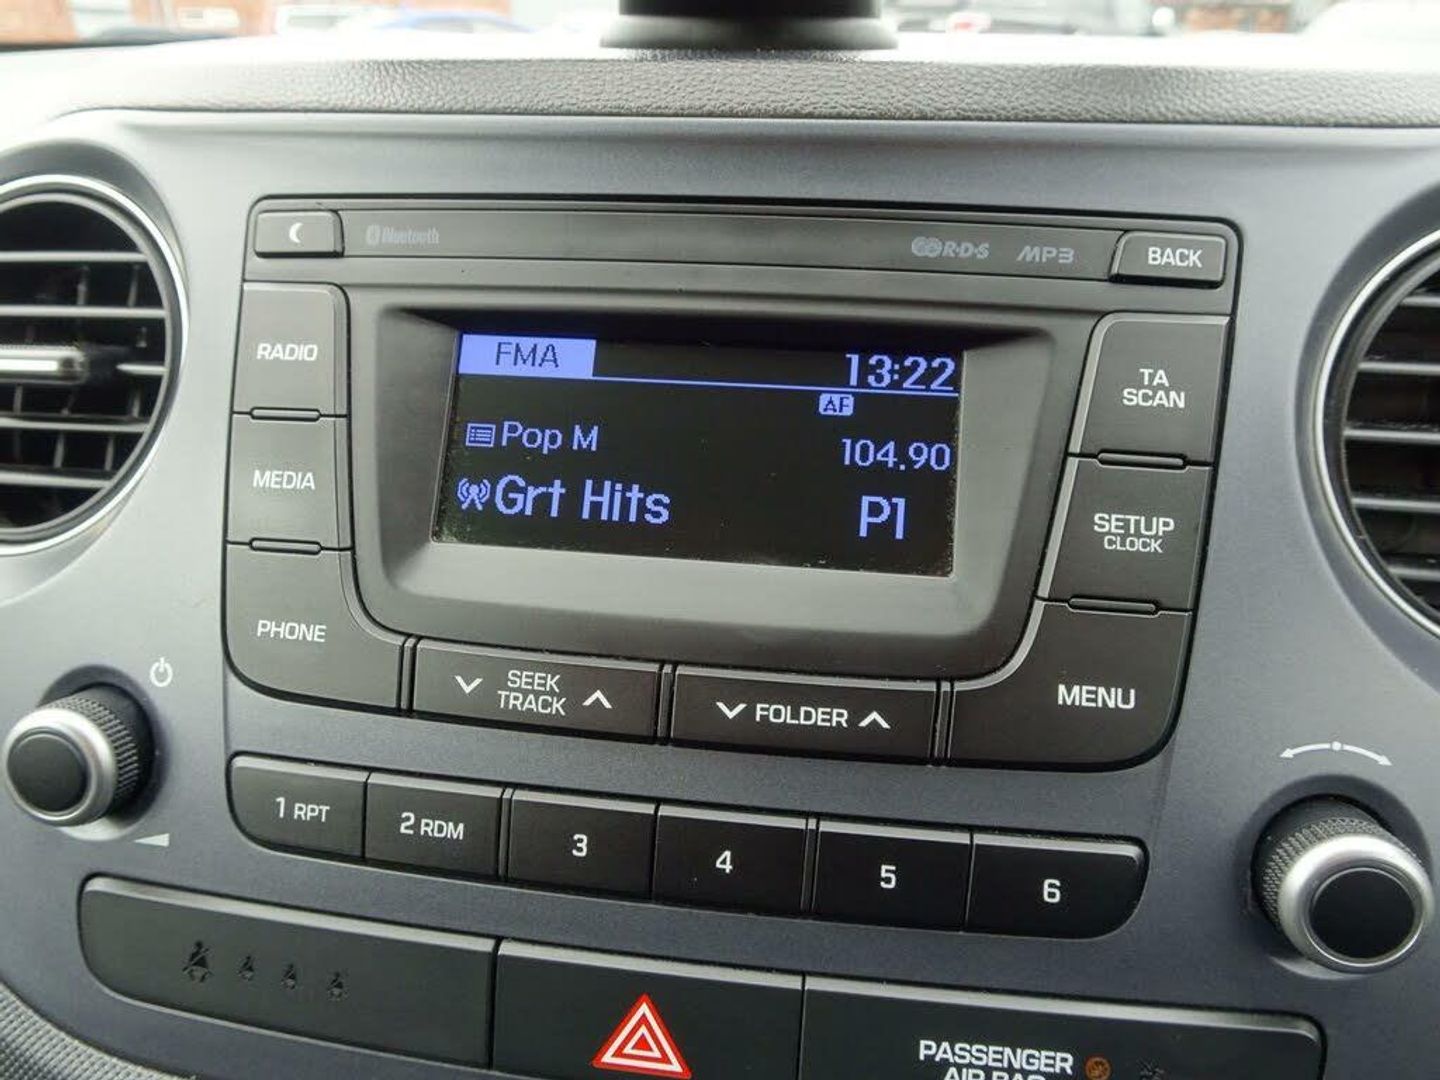 Bluetooth
R·D·S MP3
BACK
RADIO
FMA
13:22
TA
SCAN
AF
Pop M
104.90
MEDIA
Grt Hits
P1
SETUP
CLOCK
PHONE
SEEK
TRACK
FOLDER
MENU
1 RPT
2 RDM
3
4
5
6
PASSENGER
AIR BAG